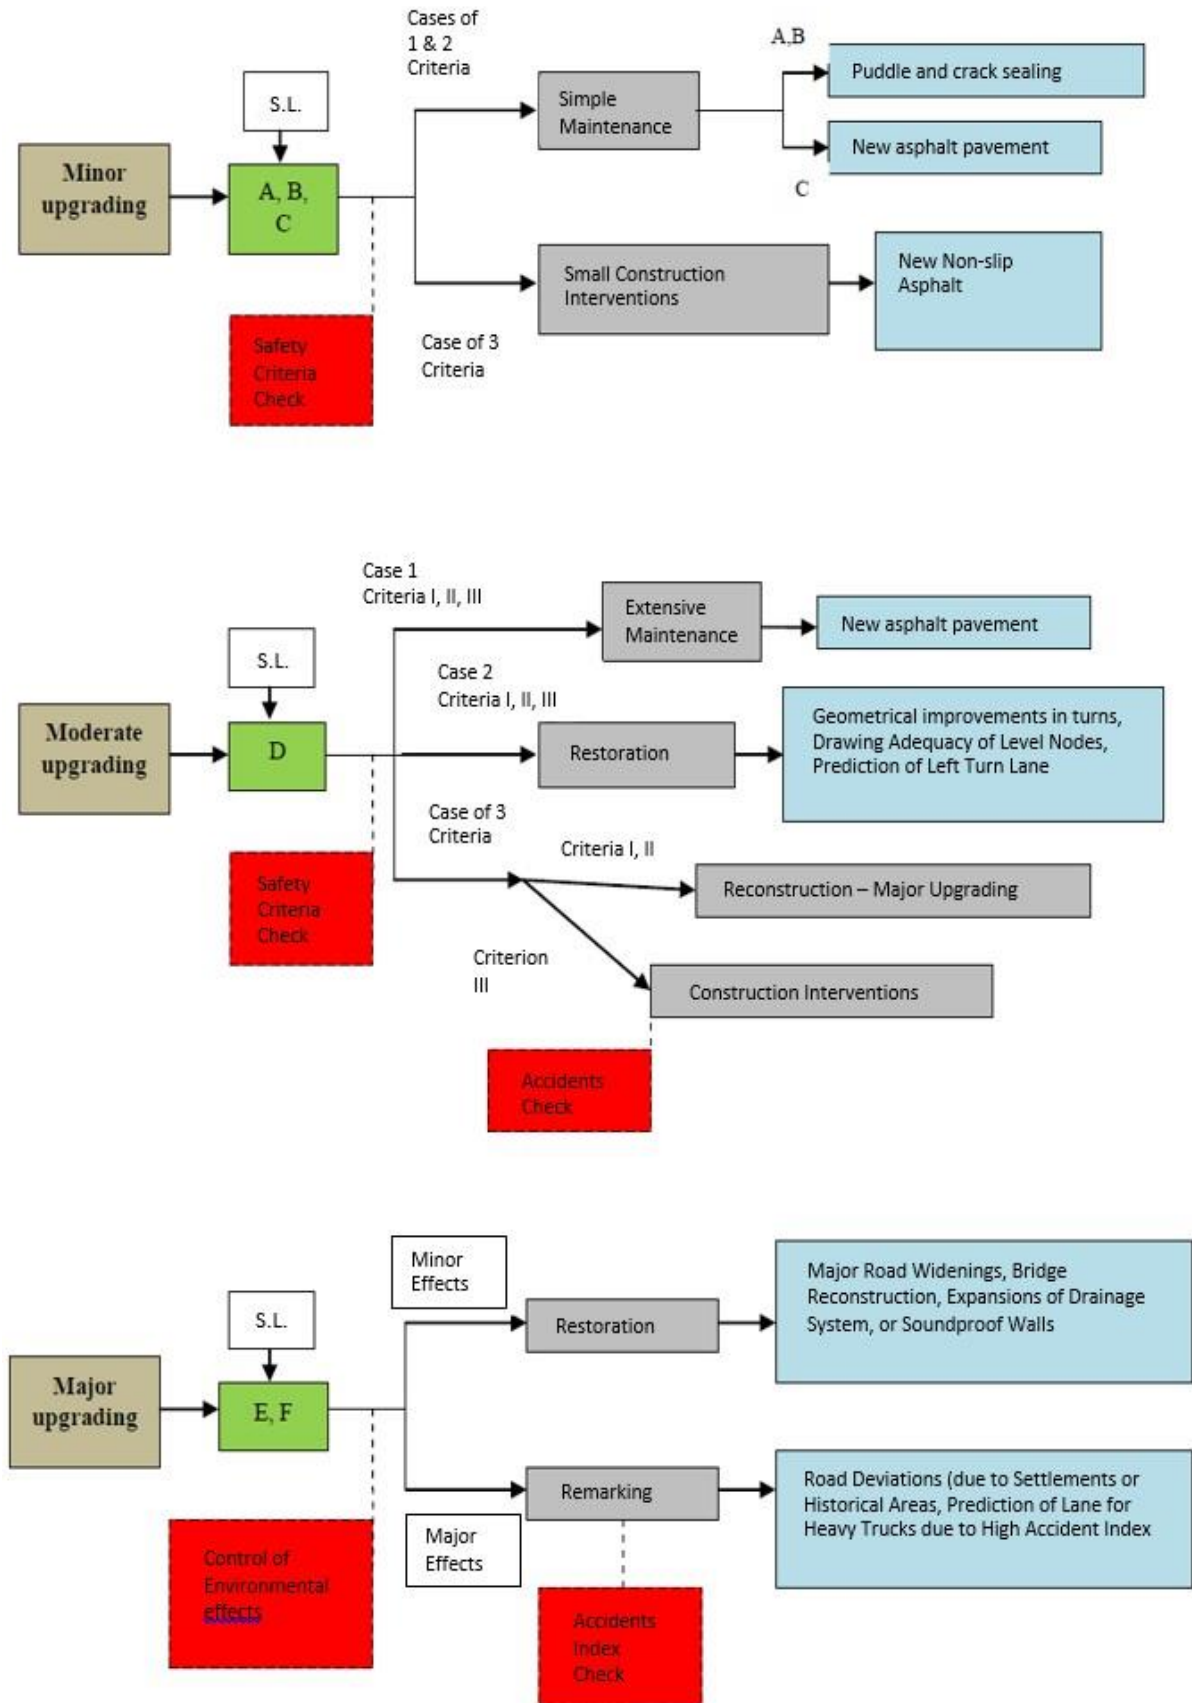 Cases of
1 & 2
Criteria
A,B
Puddle and crack sealing
S.L.
Simple
Maintenance
New asphalt pavement
Minor
upgrading
A, B,
C
C
Small Construction
Interventions
New Non-slip
Asphalt
Safety
Criteria
Check
Case of 3
Criteria
Case 1
Criteria I, II, III
Extensive
Maintenance
New asphalt pavement
S.L.
Case 2
Criteria I, II, III
Moderate
upgrading
D
Restoration
Geometrical improvements in turns,
Drawing Adequacy of Level Nodes,
Prediction of Left Turn Lane
Case of 3
Criteria
Criteria I, II
Safety
Criteria
Check
Reconstruction – Major Upgrading
Criterion
III
Construction Interventions
Accidents
Check
Minor
Effects
Major Road Widenings, Bridge
Reconstruction, Expansions of Drainage
System, or Soundproof Walls
S.L.
Restoration
Major
upgrading
E, F
Remarking
Road Deviations (due to Settlements or
Historical Areas, Prediction of Lane for
Heavy Trucks due to High Accident Index
Major
Effects
Control of
Environmental
effects
Accidents
Index
Check